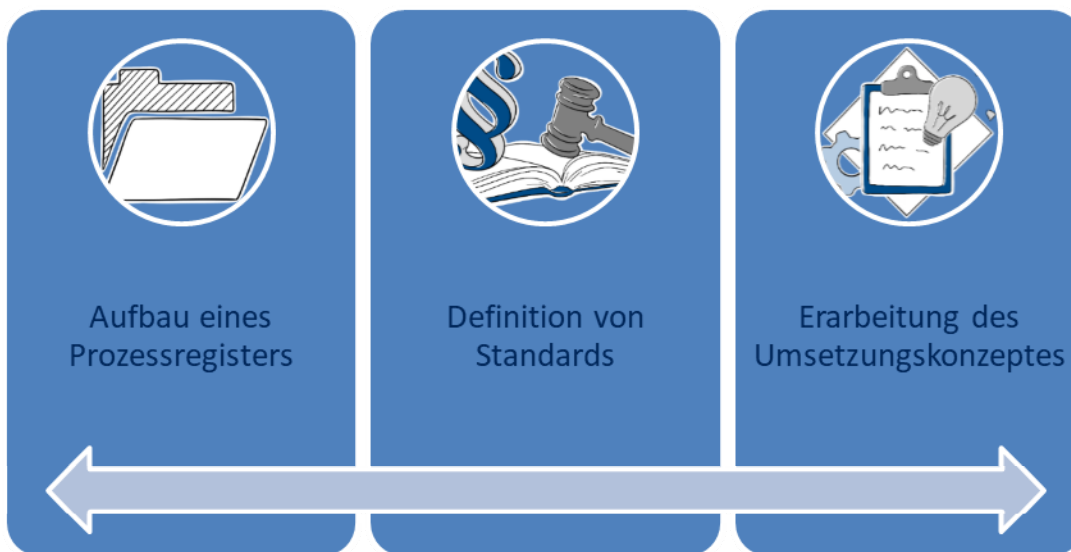 Aufbau eines
Prozessregisters
Definition von
Standards
Erarbeitung des
Umsetzungskonzeptes